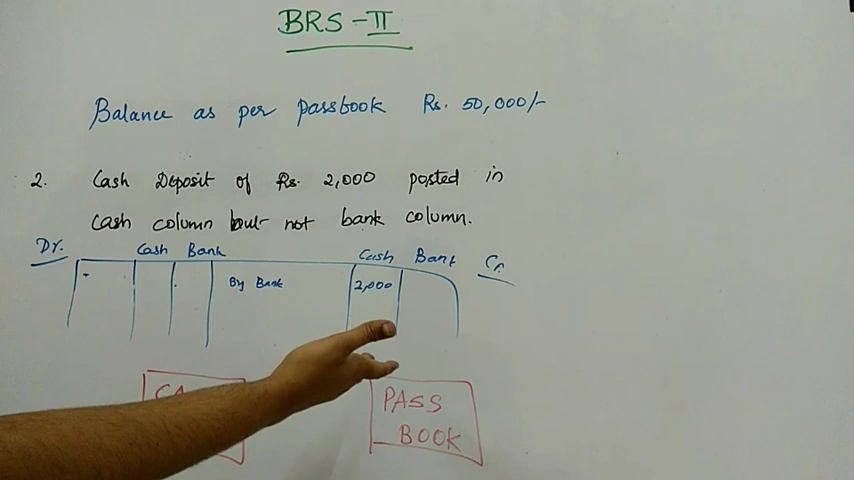 BRS - II
Balance as per passbook Rs. 50,000/-
2. Cash Deposit of Rs. 2,000 posted in
Cash column but not bank column.
Dr. Cash Bank Cash Bank Cr.
By Bank 2,000
PASS
BOOK